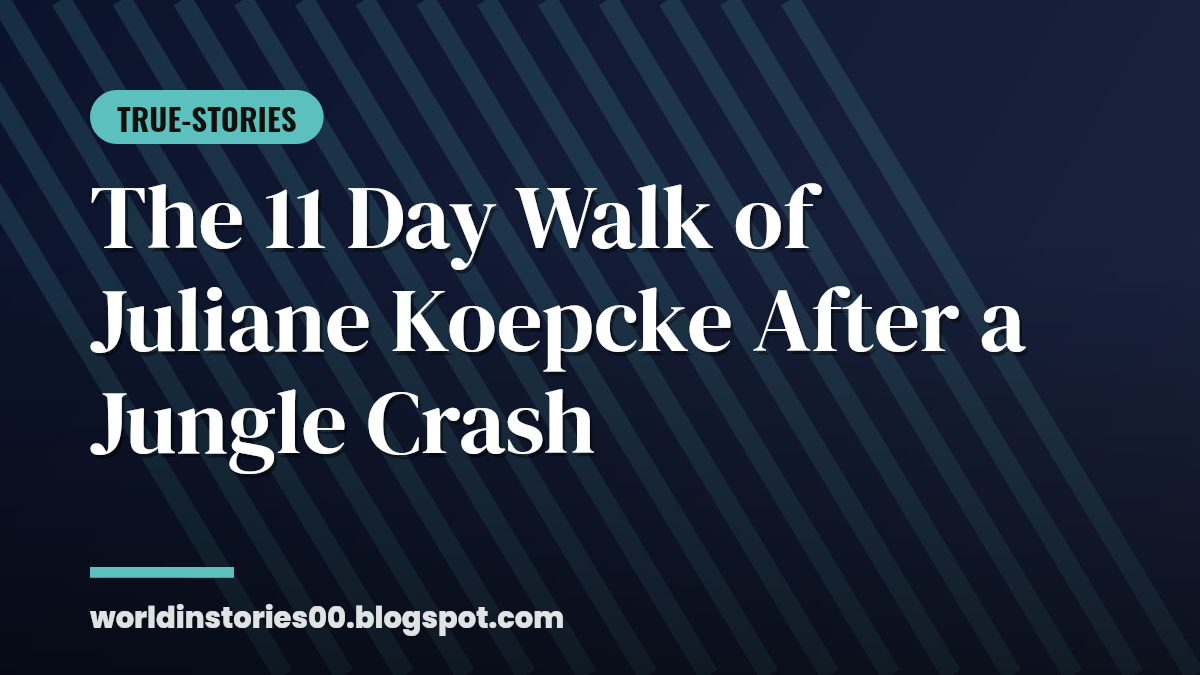 TRUE-STORIES
The 11 Day Walk of
Juliane Koepcke After a
Jungle Crash
worldinstories00.blogspot.com